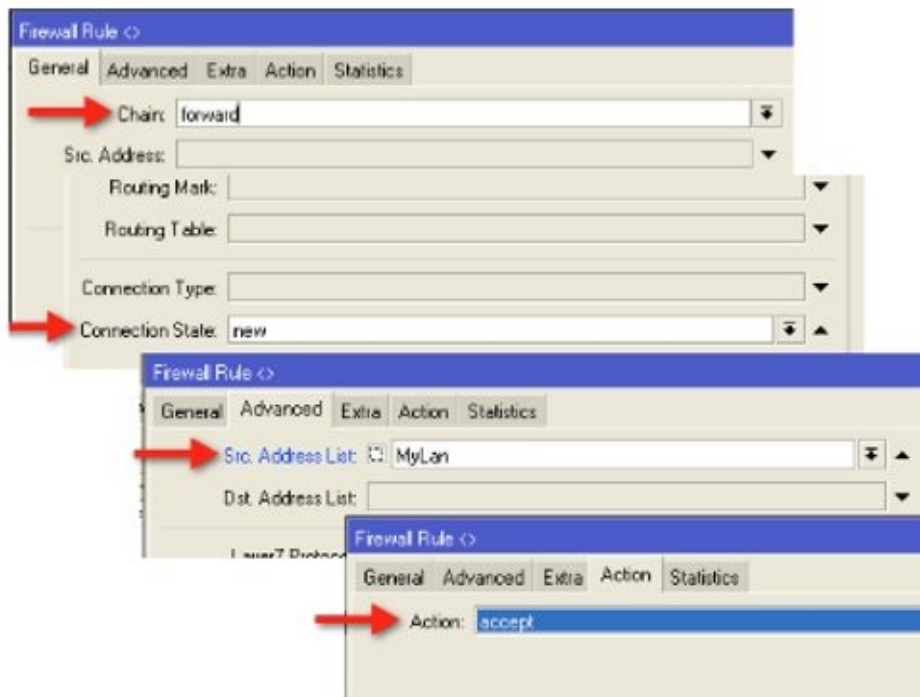 Firewall Rule <>
General Advanced Extra Action Statistics
Chain: forward
Src. Address:
Routing Mark:
Routing Table:
Connection Type:
Connection State: new
Firewall Rule <>
General Advanced Extra Action Statistics
Src. Address List: MyLan
Dst. Address List:
Layer7 Protoc
Firewall Rule <>
General Advanced Extra Action Statistics
Action: accept